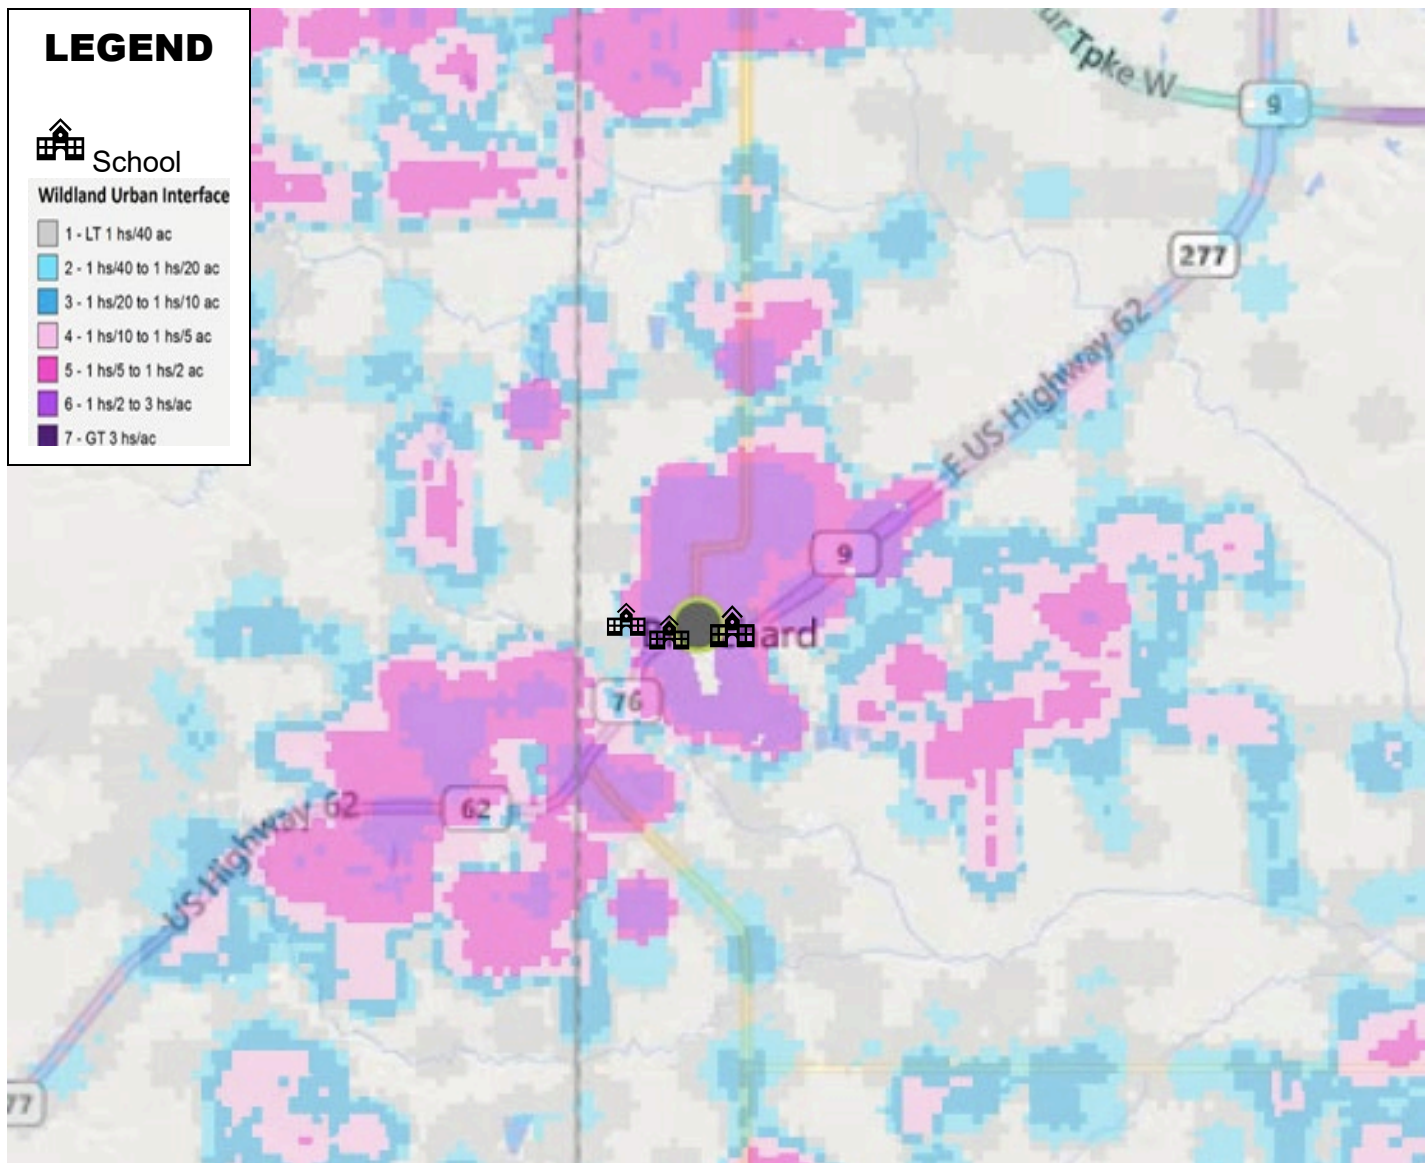 LEGEND
School
Wildland Urban Interface
1 - LT 1 hs/40 ac
2 - 1 hs/40 to 1 hs/20 ac
3 - 1 hs/20 to 1 hs/10 ac
4 - 1 hs/10 to 1 hs/5 ac
5 - 1 hs/5 to 1 hs/2 ac
6 - 1 hs/2 to 3 hs/ac
7 - GT 3 hs/ac
ur Tpke W
9
277
E US Highway 62
9
ard
76
62
US Highway 62
77